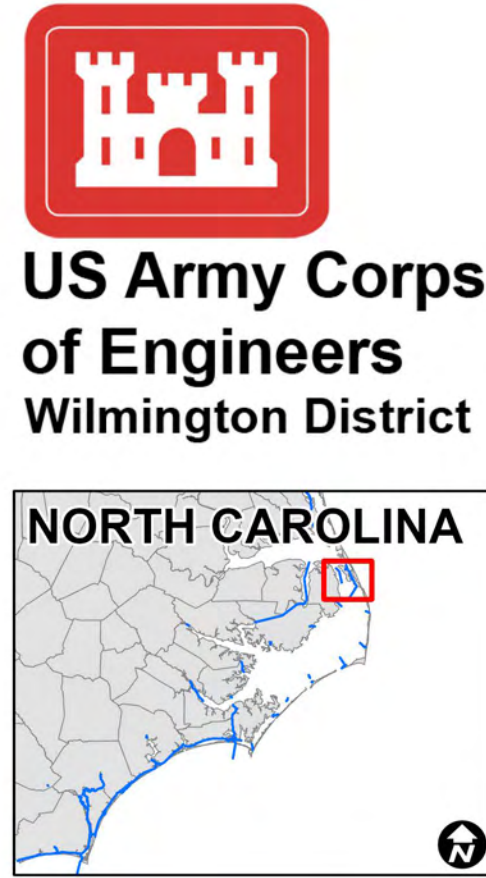 US Army Corps
of Engineers
Wilmington District
NORTH CAROLINA
N